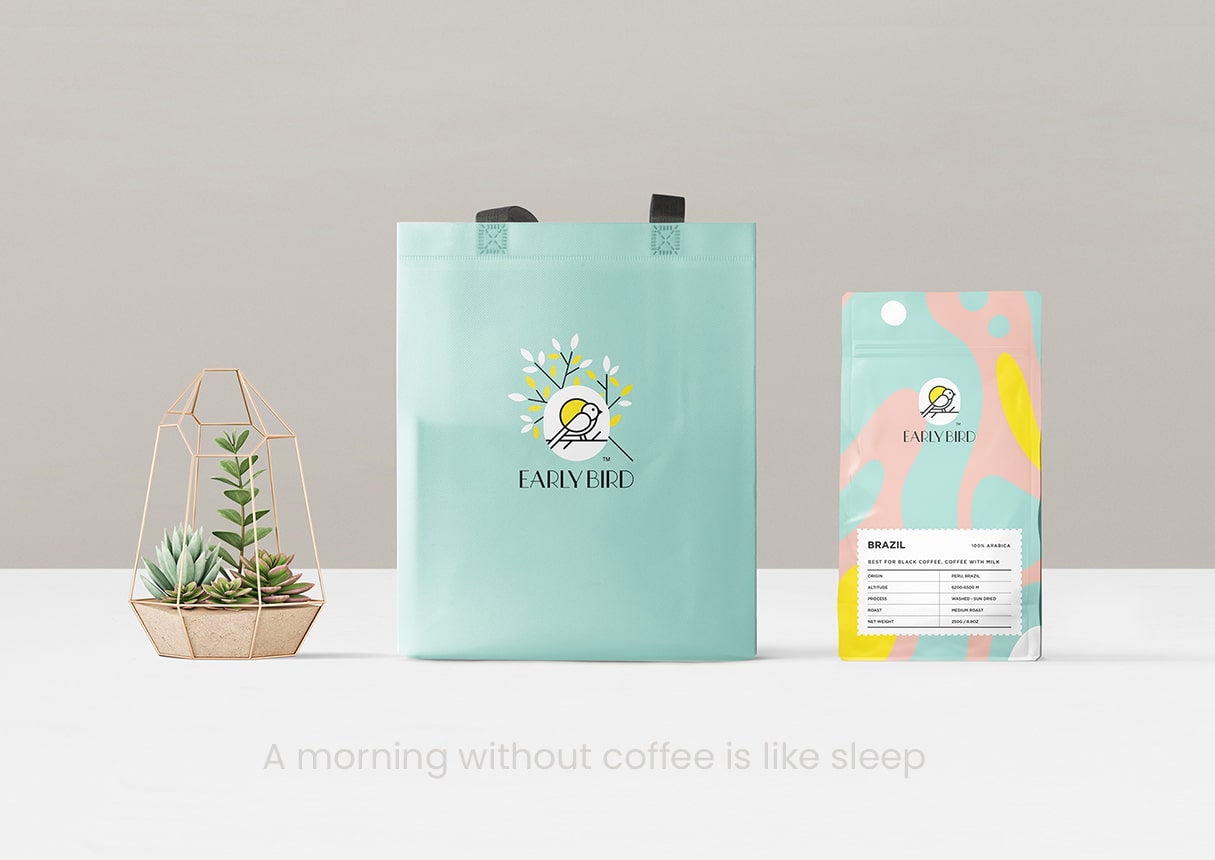 TM
EARLY BIRD
TM
EARLY BIRD
BRAZIL 100% ARABICA
BEST FOR BLACK COFFEE, COFFEE WITH MILK
ORIGIN PERU, BRAZIL
ALTITUDE 5200-6500 M
PROCESS WASHED - SUN DRIED
ROAST MEDIUM ROAST
NET WEIGHT 250G / 8.8OZ
A morning without coffee is like sleep